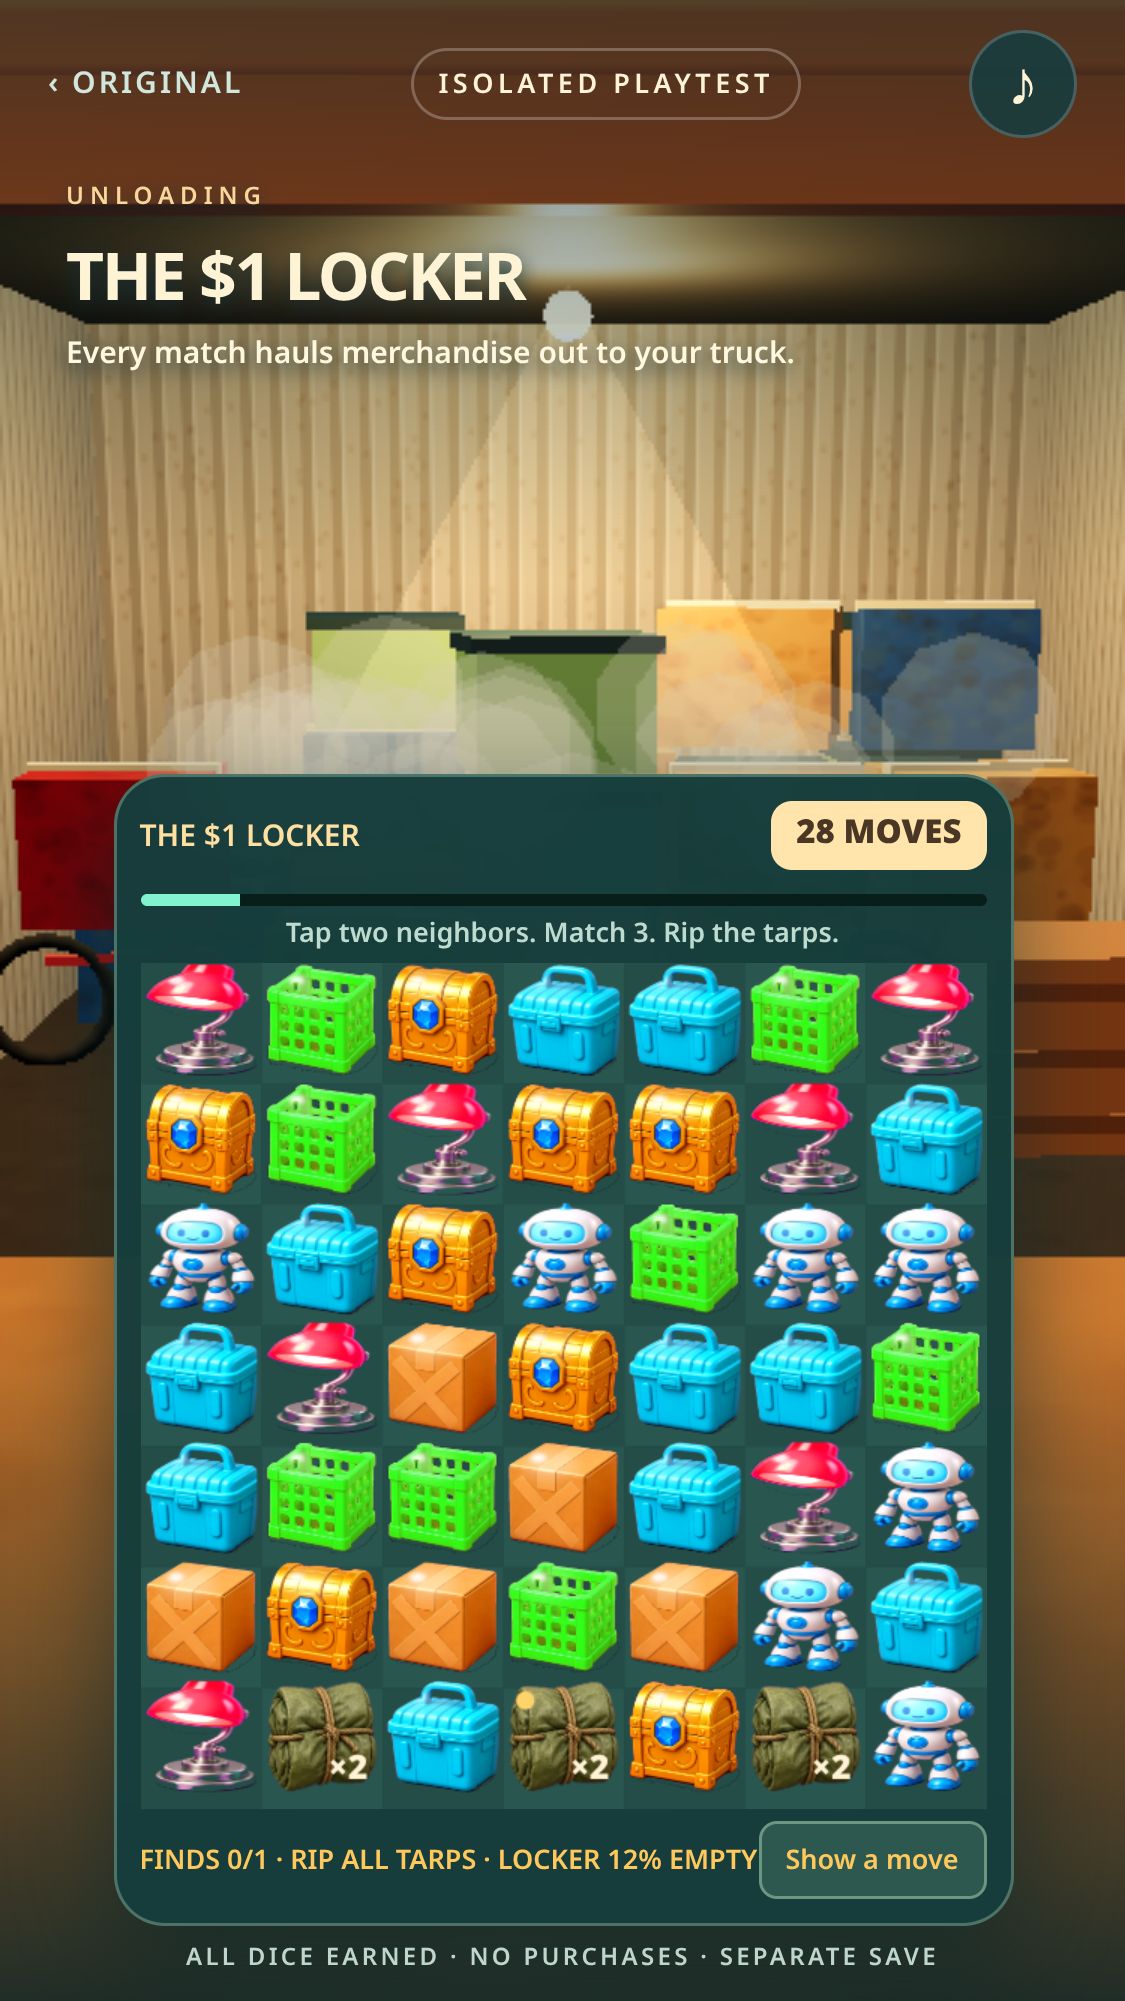 ‹ ORIGINAL
ISOLATED PLAYTEST
UNLOADING
THE $1 LOCKER
Every match hauls merchandise out to your truck.
THE $1 LOCKER
28 MOVES
Tap two neighbors. Match 3. Rip the tarps.
×2
×2
×2
FINDS 0/1 · RIP ALL TARPS · LOCKER 12% EMPTY
Show a move
ALL DICE EARNED · NO PURCHASES · SEPARATE SAVE